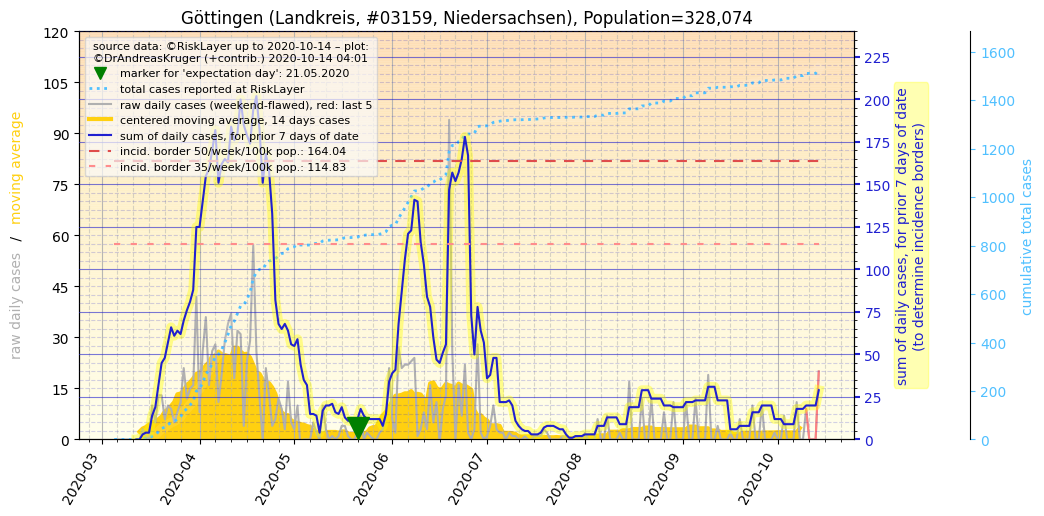 Göttingen (Landkreis, #03159, Niedersachsen), Population=328,074
source data: ©RiskLayer up to 2020-10-14 – plot:
©DrAndreasKruger (+contrib.) 2020-10-14 04:01
marker for 'expectation day': 21.05.2020
total cases reported at RiskLayer
raw daily cases (weekend-flawed), red: last 5
centered moving average, 14 days cases
sum of daily cases, for prior 7 days of date
incid. border 50/week/100k pop.: 164.04
incid. border 35/week/100k pop.: 114.83
raw daily cases / moving average
120
105
90
75
60
45
30
15
0
2020-03
2020-04
2020-05
2020-06
2020-07
2020-08
2020-09
2020-10
225
200
175
150
125
100
75
50
25
0
sum of daily cases, for prior 7 days of date
(to determine incidence borders)
1600
1400
1200
1000
800
600
400
200
0
cumulative total cases